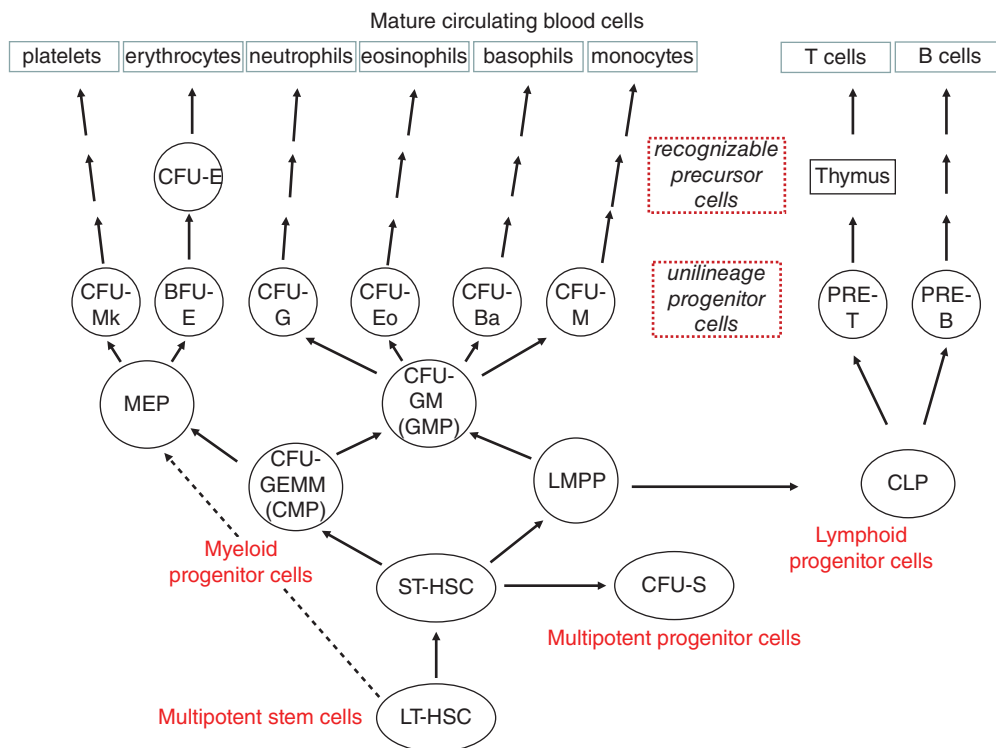 Mature circulating blood cells
platelets
erythrocytes
neutrophils
eosinophils
basophils
monocytes
T cells
B cells
CFU-E
recognizable
precursor
cells
Thymus
CFU-
Mk
BFU-
E
CFU-
G
CFU-
Eo
CFU-
Ba
CFU-
M
unilineage
progenitor
cells
PRE-
T
PRE-
B
MEP
CFU-
GM
(GMP)
CFU-
GEMM
(CMP)
LMPP
CLP
Myeloid
progenitor cells
Lymphoid
progenitor cells
ST-HSC
CFU-S
Multipotent progenitor cells
Multipotent stem cells
LT-HSC